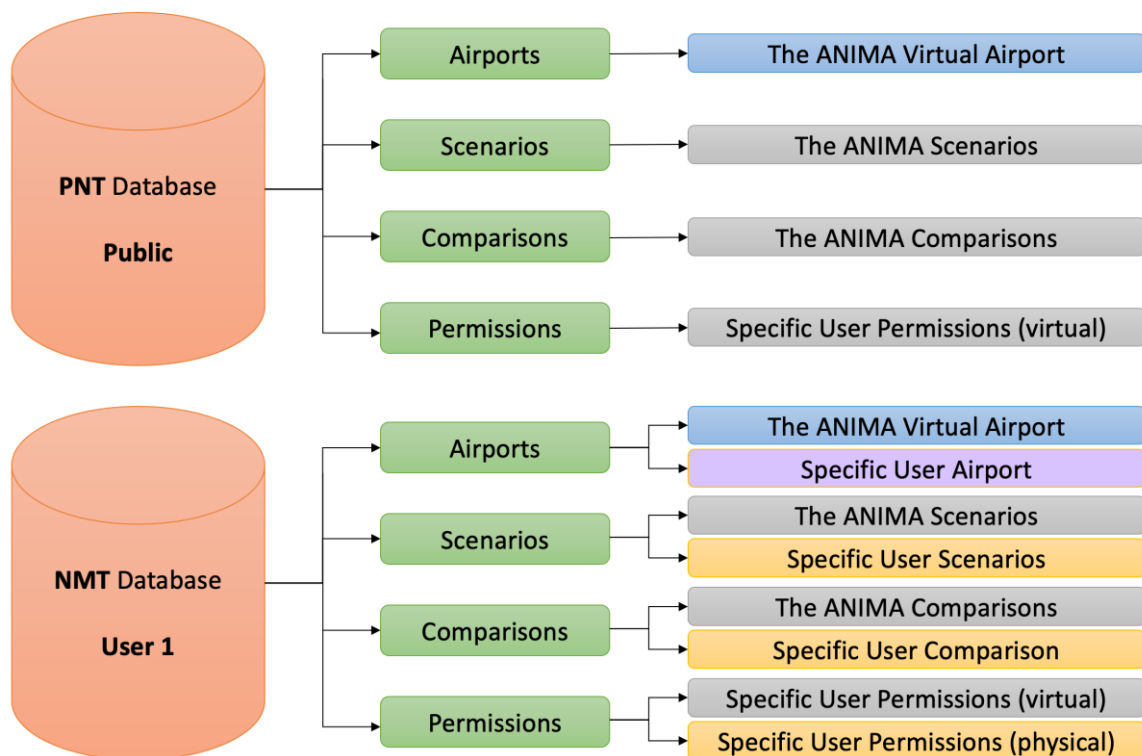 PNT Database
Public
Airports
The ANIMA Virtual Airport
Scenarios
The ANIMA Scenarios
Comparisons
The ANIMA Comparisons
Permissions
Specific User Permissions (virtual)
NMT Database
User 1
Airports
The ANIMA Virtual Airport
Specific User Airport
Scenarios
The ANIMA Scenarios
Specific User Scenarios
Comparisons
The ANIMA Comparisons
Specific User Comparison
Permissions
Specific User Permissions (virtual)
Specific User Permissions (physical)